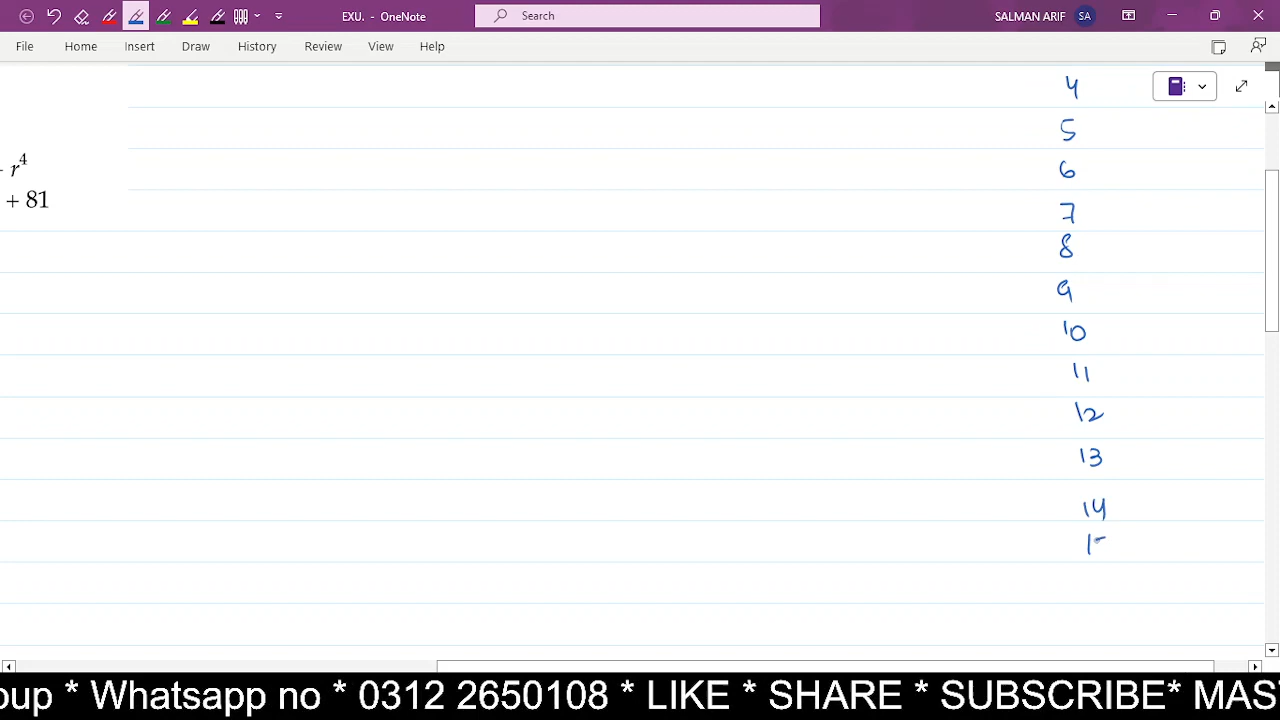 EXU. - OneNote
Search
SALMAN ARIF SA
File Home Insert Draw History Review View Help
4
5
- r⁴
6
+ 81
7
8
9
10
11
12
13
14
oup * Whatsapp no * 0312 2650108 * LIKE * SHARE * SUBSCRIBE* MAS